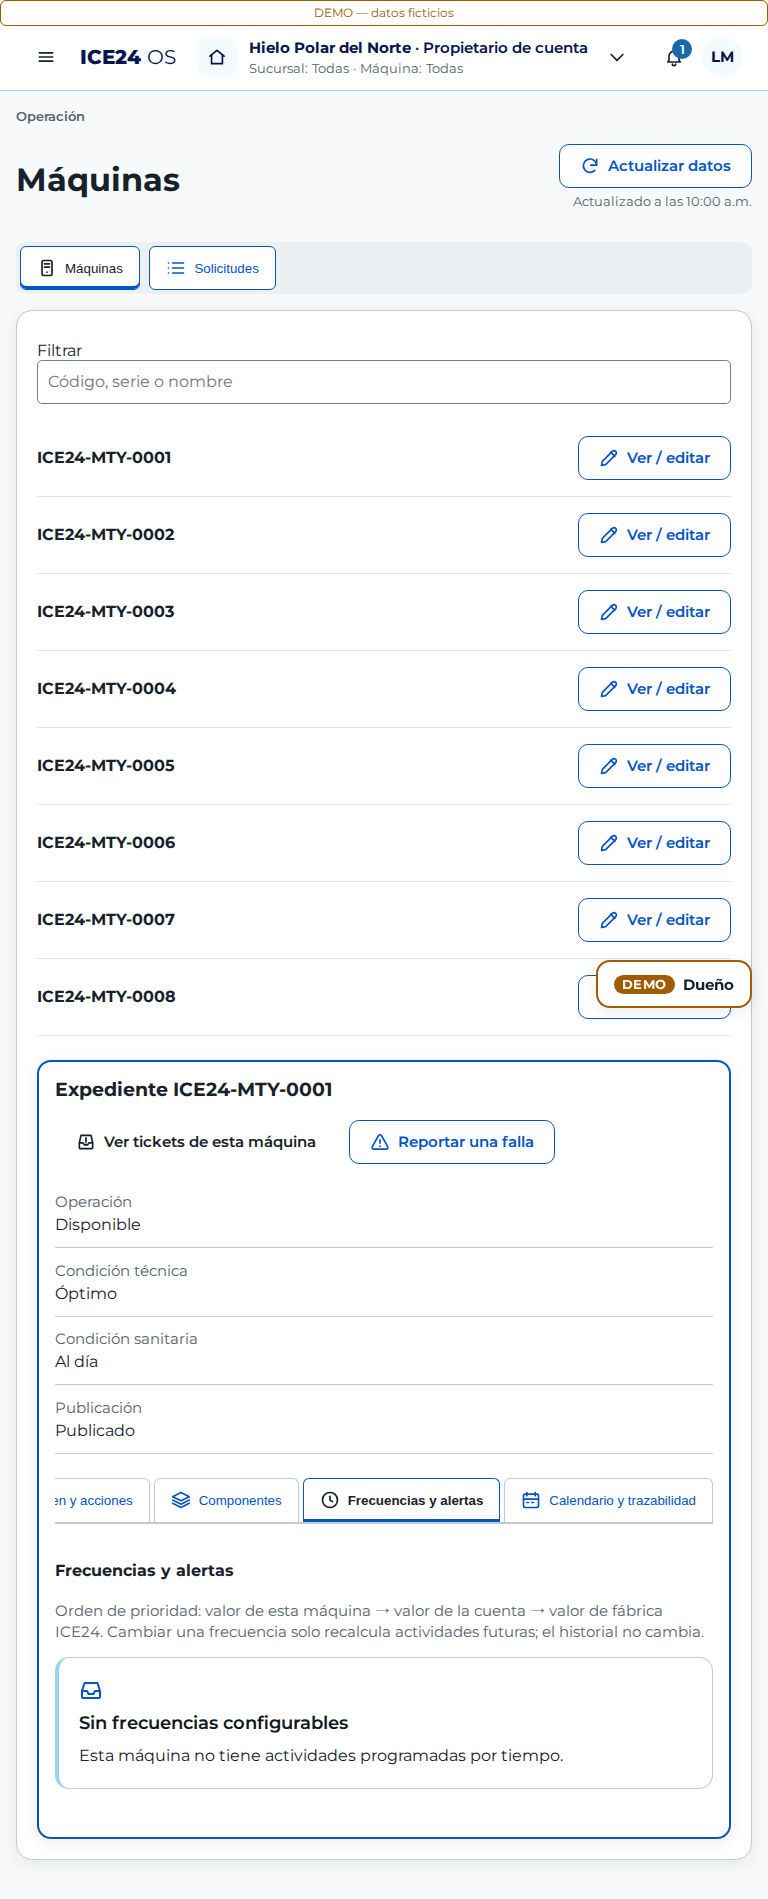 DEMO — datos ficticios
ICE24 OS
Hielo Polar del Norte · Propietario de cuenta
Sucursal: Todas · Máquina: Todas
1
LM
Operación
Máquinas
Actualizar datos
Actualizado a las 10:00 a.m.
Máquinas
Solicitudes
Filtrar
Código, serie o nombre
ICE24-MTY-0001
Ver / editar
ICE24-MTY-0002
Ver / editar
ICE24-MTY-0003
Ver / editar
ICE24-MTY-0004
Ver / editar
ICE24-MTY-0005
Ver / editar
ICE24-MTY-0006
Ver / editar
ICE24-MTY-0007
Ver / editar
ICE24-MTY-0008
DEMO Dueño
Expediente ICE24-MTY-0001
Ver tickets de esta máquina
Reportar una falla
Operación
Disponible
Condición técnica
Óptimo
Condición sanitaria
Al día
Publicación
Publicado
en y acciones
Componentes
Frecuencias y alertas
Calendario y trazabilidad
Frecuencias y alertas
Orden de prioridad: valor de esta máquina → valor de la cuenta → valor de fábrica
ICE24. Cambiar una frecuencia solo recalcula actividades futuras; el historial no cambia.
Sin frecuencias configurables
Esta máquina no tiene actividades programadas por tiempo.